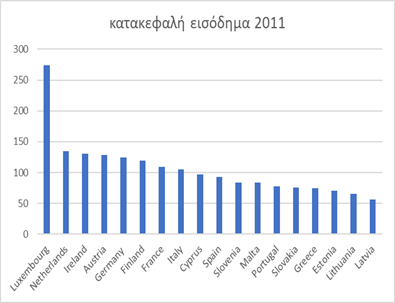 κατακεφαλή εισόδημα 2011
300
250
200
150
100
50
0
Luxembourg
Netherlands
Ireland
Austria
Germany
Finland
France
Italy
Cyprus
Spain
Slovenia
Malta
Portugal
Slovakia
Greece
Estonia
Lithuania
Latvia